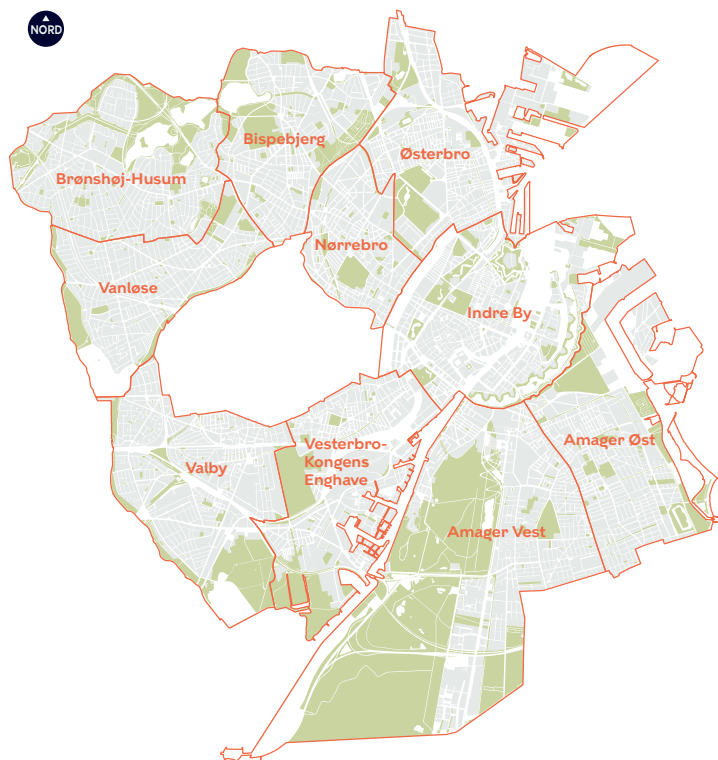 NORD
Bispebjerg
Østerbro
Brønshøj-Husum
Nørrebro
Vanløse
Indre By
Vesterbro-
Kongens
Enghave
Amager Øst
Valby
Amager Vest